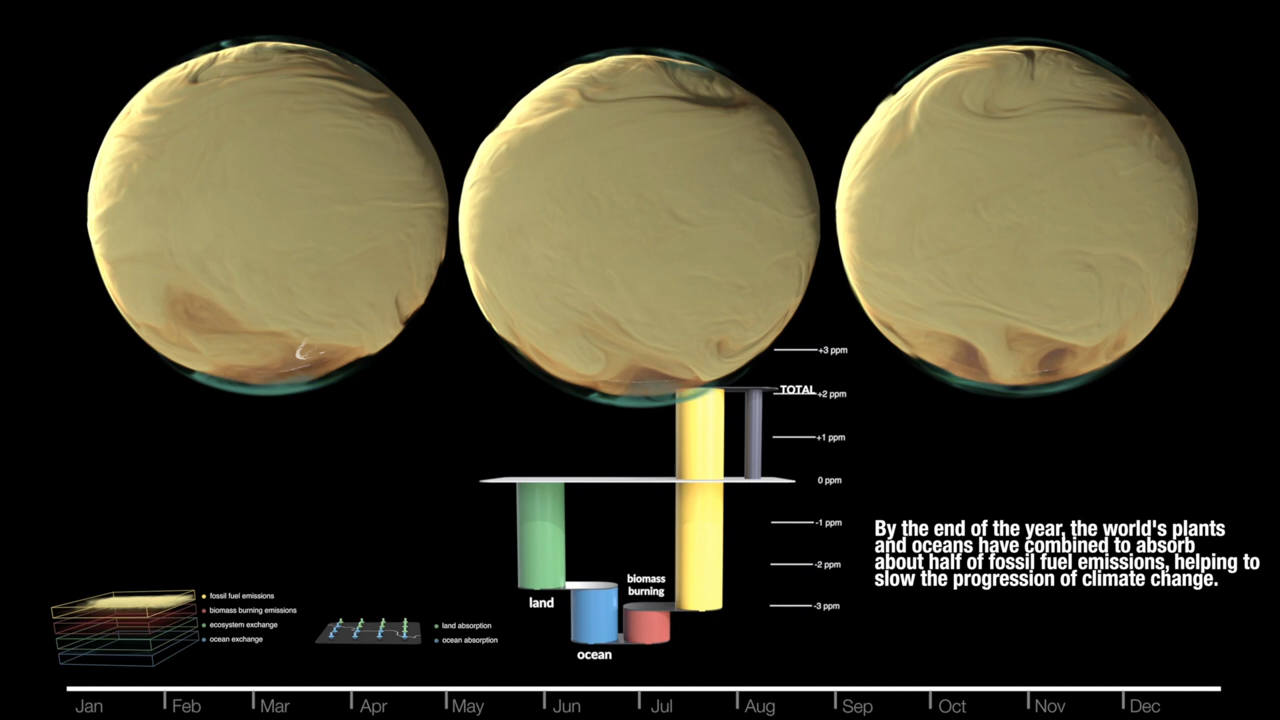 +3 ppm
TOTAL
+2 ppm
+1 ppm
0 ppm
-1 ppm
-2 ppm
-3 ppm
land
ocean
biomass
burning
By the end of the year, the world's plants
and oceans have combined to absorb
about half of fossil fuel emissions, helping to
slow the progression of climate change.
fossil fuel emissions
biomass burning emissions
ecosystem exchange
ocean exchange
land absorption
ocean absorption
Jan Feb Mar Apr May Jun Jul Aug Sep Oct Nov Dec